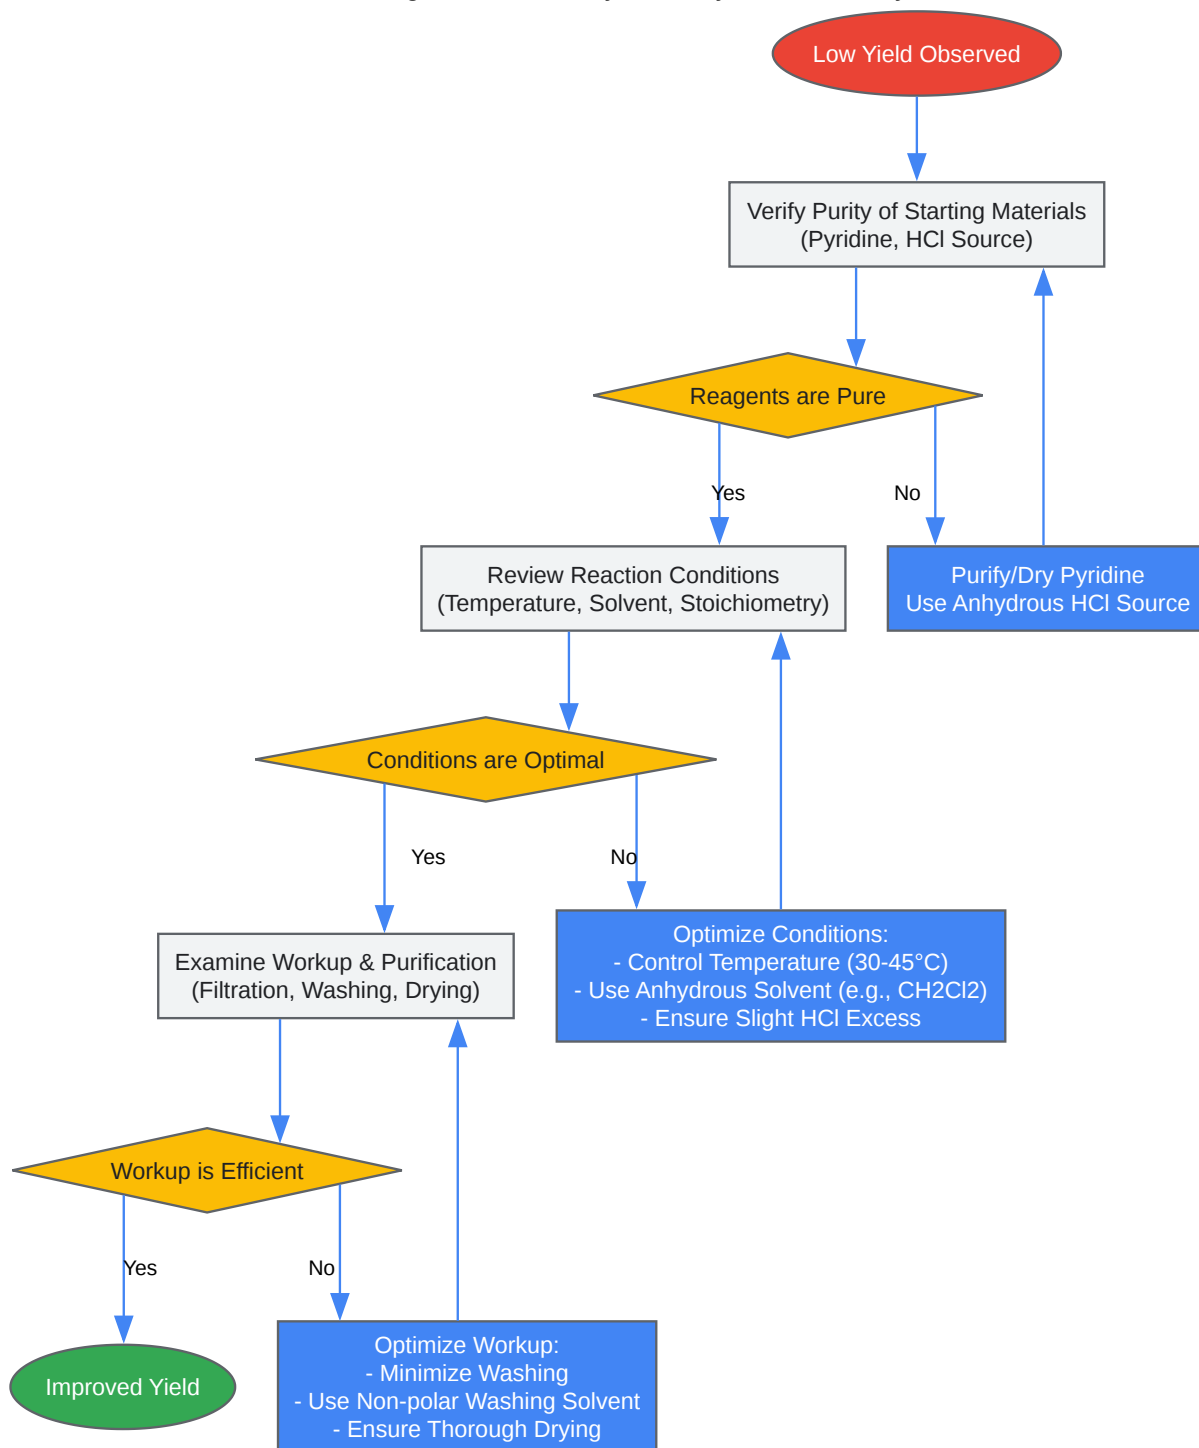 Low Yield Observed
Verify Purity of Starting Materials
(Pyridine, HCl Source)
Reagents are Pure
Yes
No
Review Reaction Conditions
(Temperature, Solvent, Stoichiometry)
Purify/Dry Pyridine
Use Anhydrous HCl Source
Conditions are Optimal
Yes
No
Examine Workup & Purification
(Filtration, Washing, Drying)
Optimize Conditions:
- Control Temperature (30-45°C)
- Use Anhydrous Solvent (e.g., CH2Cl2)
- Ensure Slight HCl Excess
Workup is Efficient
Yes
No
Improved Yield
Optimize Workup:
- Minimize Washing
- Use Non-polar Washing Solvent
- Ensure Thorough Drying